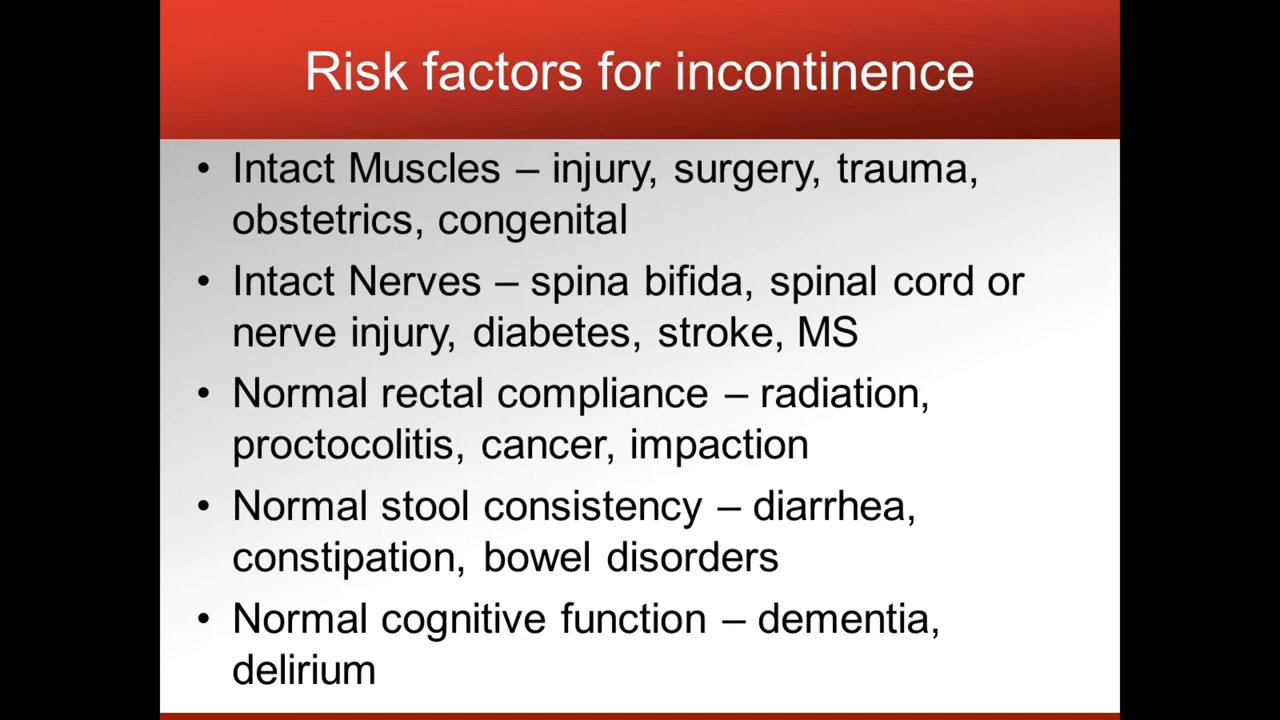 Risk factors for incontinence
• Intact Muscles – injury, surgery, trauma,
obstetrics, congenital
• Intact Nerves – spina bifida, spinal cord or
nerve injury, diabetes, stroke, MS
• Normal rectal compliance – radiation,
proctocolitis, cancer, impaction
• Normal stool consistency – diarrhea,
constipation, bowel disorders
• Normal cognitive function – dementia,
delirium